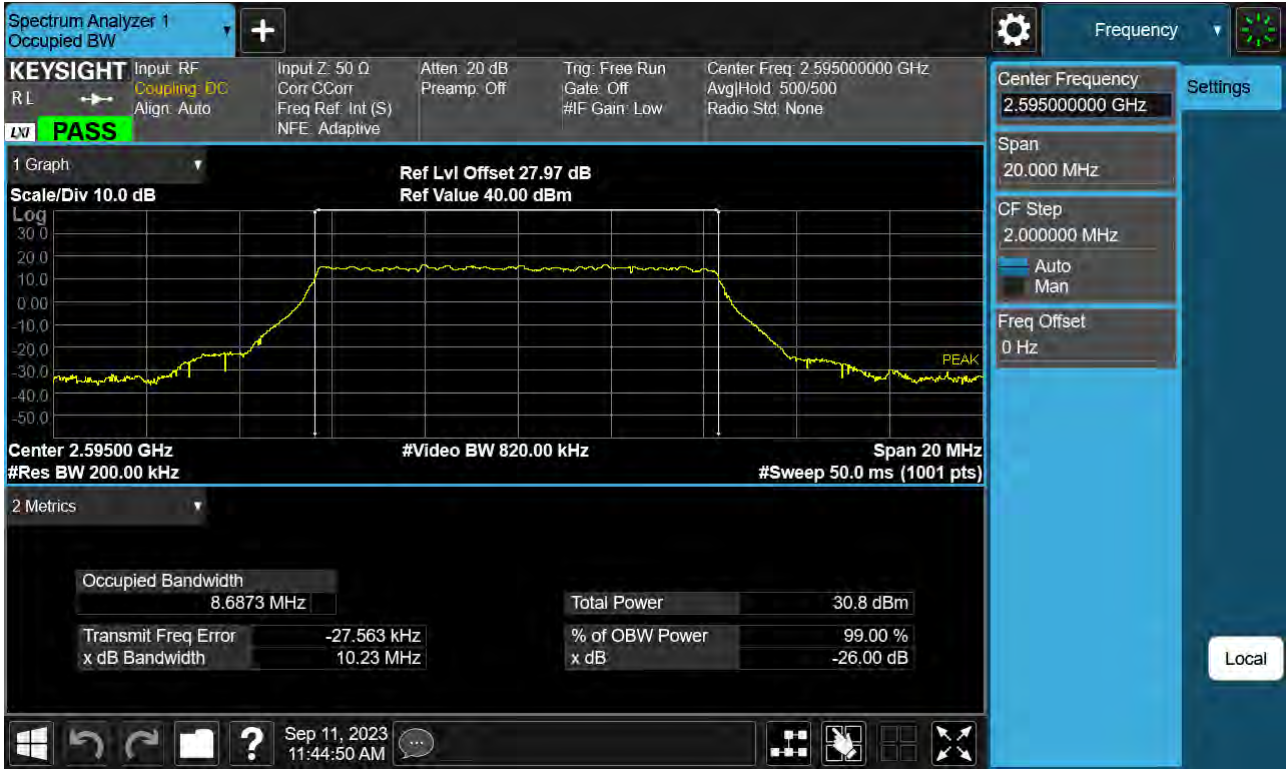 Spectrum Analyzer 1
Occupied BW
Frequency
KEYSIGHT
R L
LXI
PASS
Input: RF
Coupling: DC
Align: Auto
Input Z: 50 Ω
Corr CCorr
Freq Ref: Int (S)
NFE: Adaptive
Atten: 20 dB
Preamp: Off
Trig: Free Run
Gate: Off
#IF Gain: Low
Center Freq: 2.595000000 GHz
Avg|Hold: 500/500
Radio Std: None
Center Frequency
2.595000000 GHz
Settings
Span
20.000 MHz
CF Step
2.000000 MHz
Auto
Man
Freq Offset
0 Hz
1 Graph
Scale/Div 10.0 dB
Ref Lvl Offset 27.97 dB
Ref Value 40.00 dBm
Log
30.0
20.0
10.0
0.00
-10.0
-20.0
-30.0
-40.0
-50.0
PEAK
Center 2.59500 GHz
#Video BW 820.00 kHz
Span 20 MHz
#Res BW 200.00 kHz
#Sweep 50.0 ms (1001 pts)
2 Metrics
Occupied Bandwidth
8.6873 MHz
Total Power 30.8 dBm
Transmit Freq Error -27.563 kHz
% of OBW Power 99.00 %
x dB Bandwidth 10.23 MHz
x dB -26.00 dB
Local
?
Sep 11, 2023
11:44:50 AM